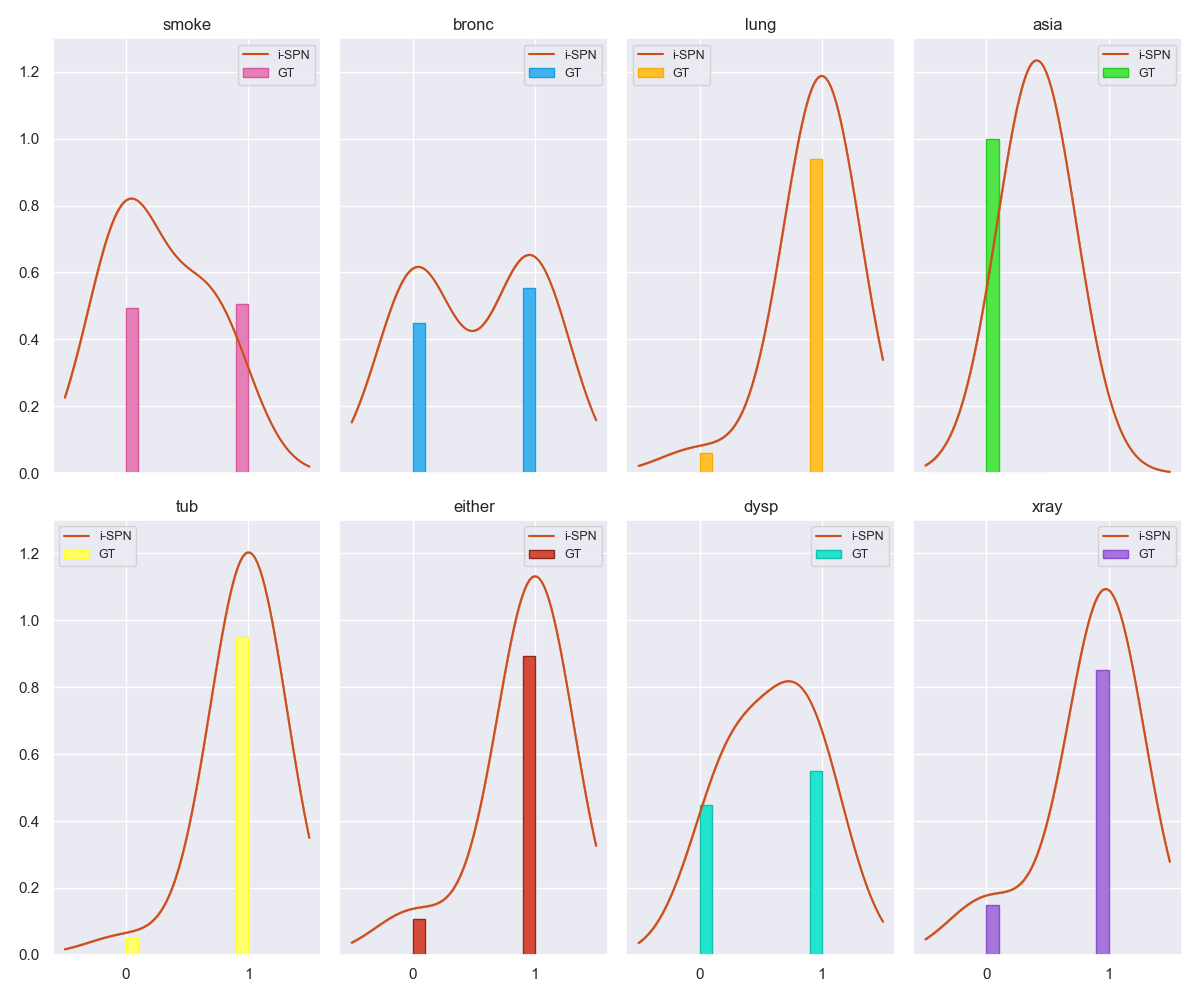 smoke
i-SPN
GT
bronc
i-SPN
GT
lung
i-SPN
GT
asia
i-SPN
GT
1.2
1.0
0.8
0.6
0.4
0.2
0.0
tub
i-SPN
GT
either
i-SPN
GT
dysp
i-SPN
GT
xray
i-SPN
GT
1.2
1.0
0.8
0.6
0.4
0.2
0.0
0 1
0 1
0 1
0 1